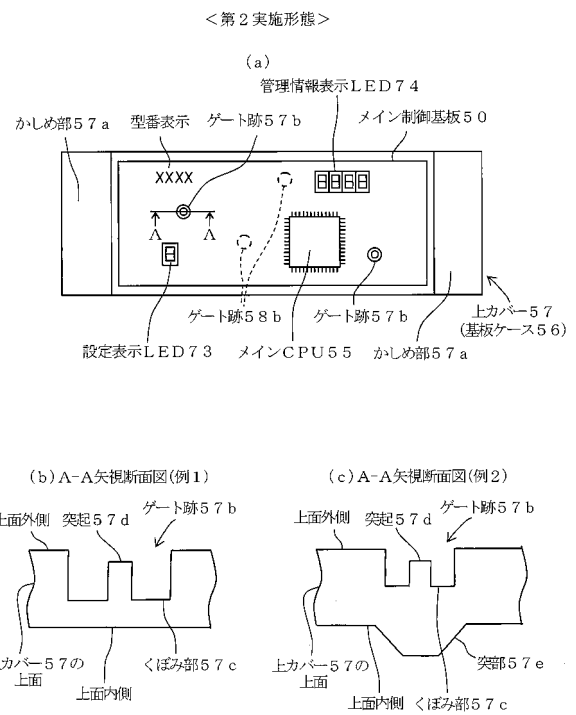 ＜第２実施形態＞
(a)
管理情報表示ＬＥＤ７４
かしめ部５７ａ 型番表示 ゲート跡５７ｂ メイン制御基板５０
XXXX
A A
ゲート跡５８ｂ ゲート跡５７ｂ 上カバー５７
(基板ケース５６)
設定表示ＬＥＤ７３ メインＣＰＵ５５ かしめ部５７ａ
(ｂ)A-A矢視断面図(例１) (ｃ)A-A矢視断面図(例２)
上面外側 突起５７ｄ ゲート跡５７ｂ
上面外側 突起５７ｄ ゲート跡５７ｂ
上カバー５７の
上面
上面内側
くぼみ部５７ｃ
上カバー５７の
上面
上面内側 くぼみ部５７ｃ
突部５７ｅ